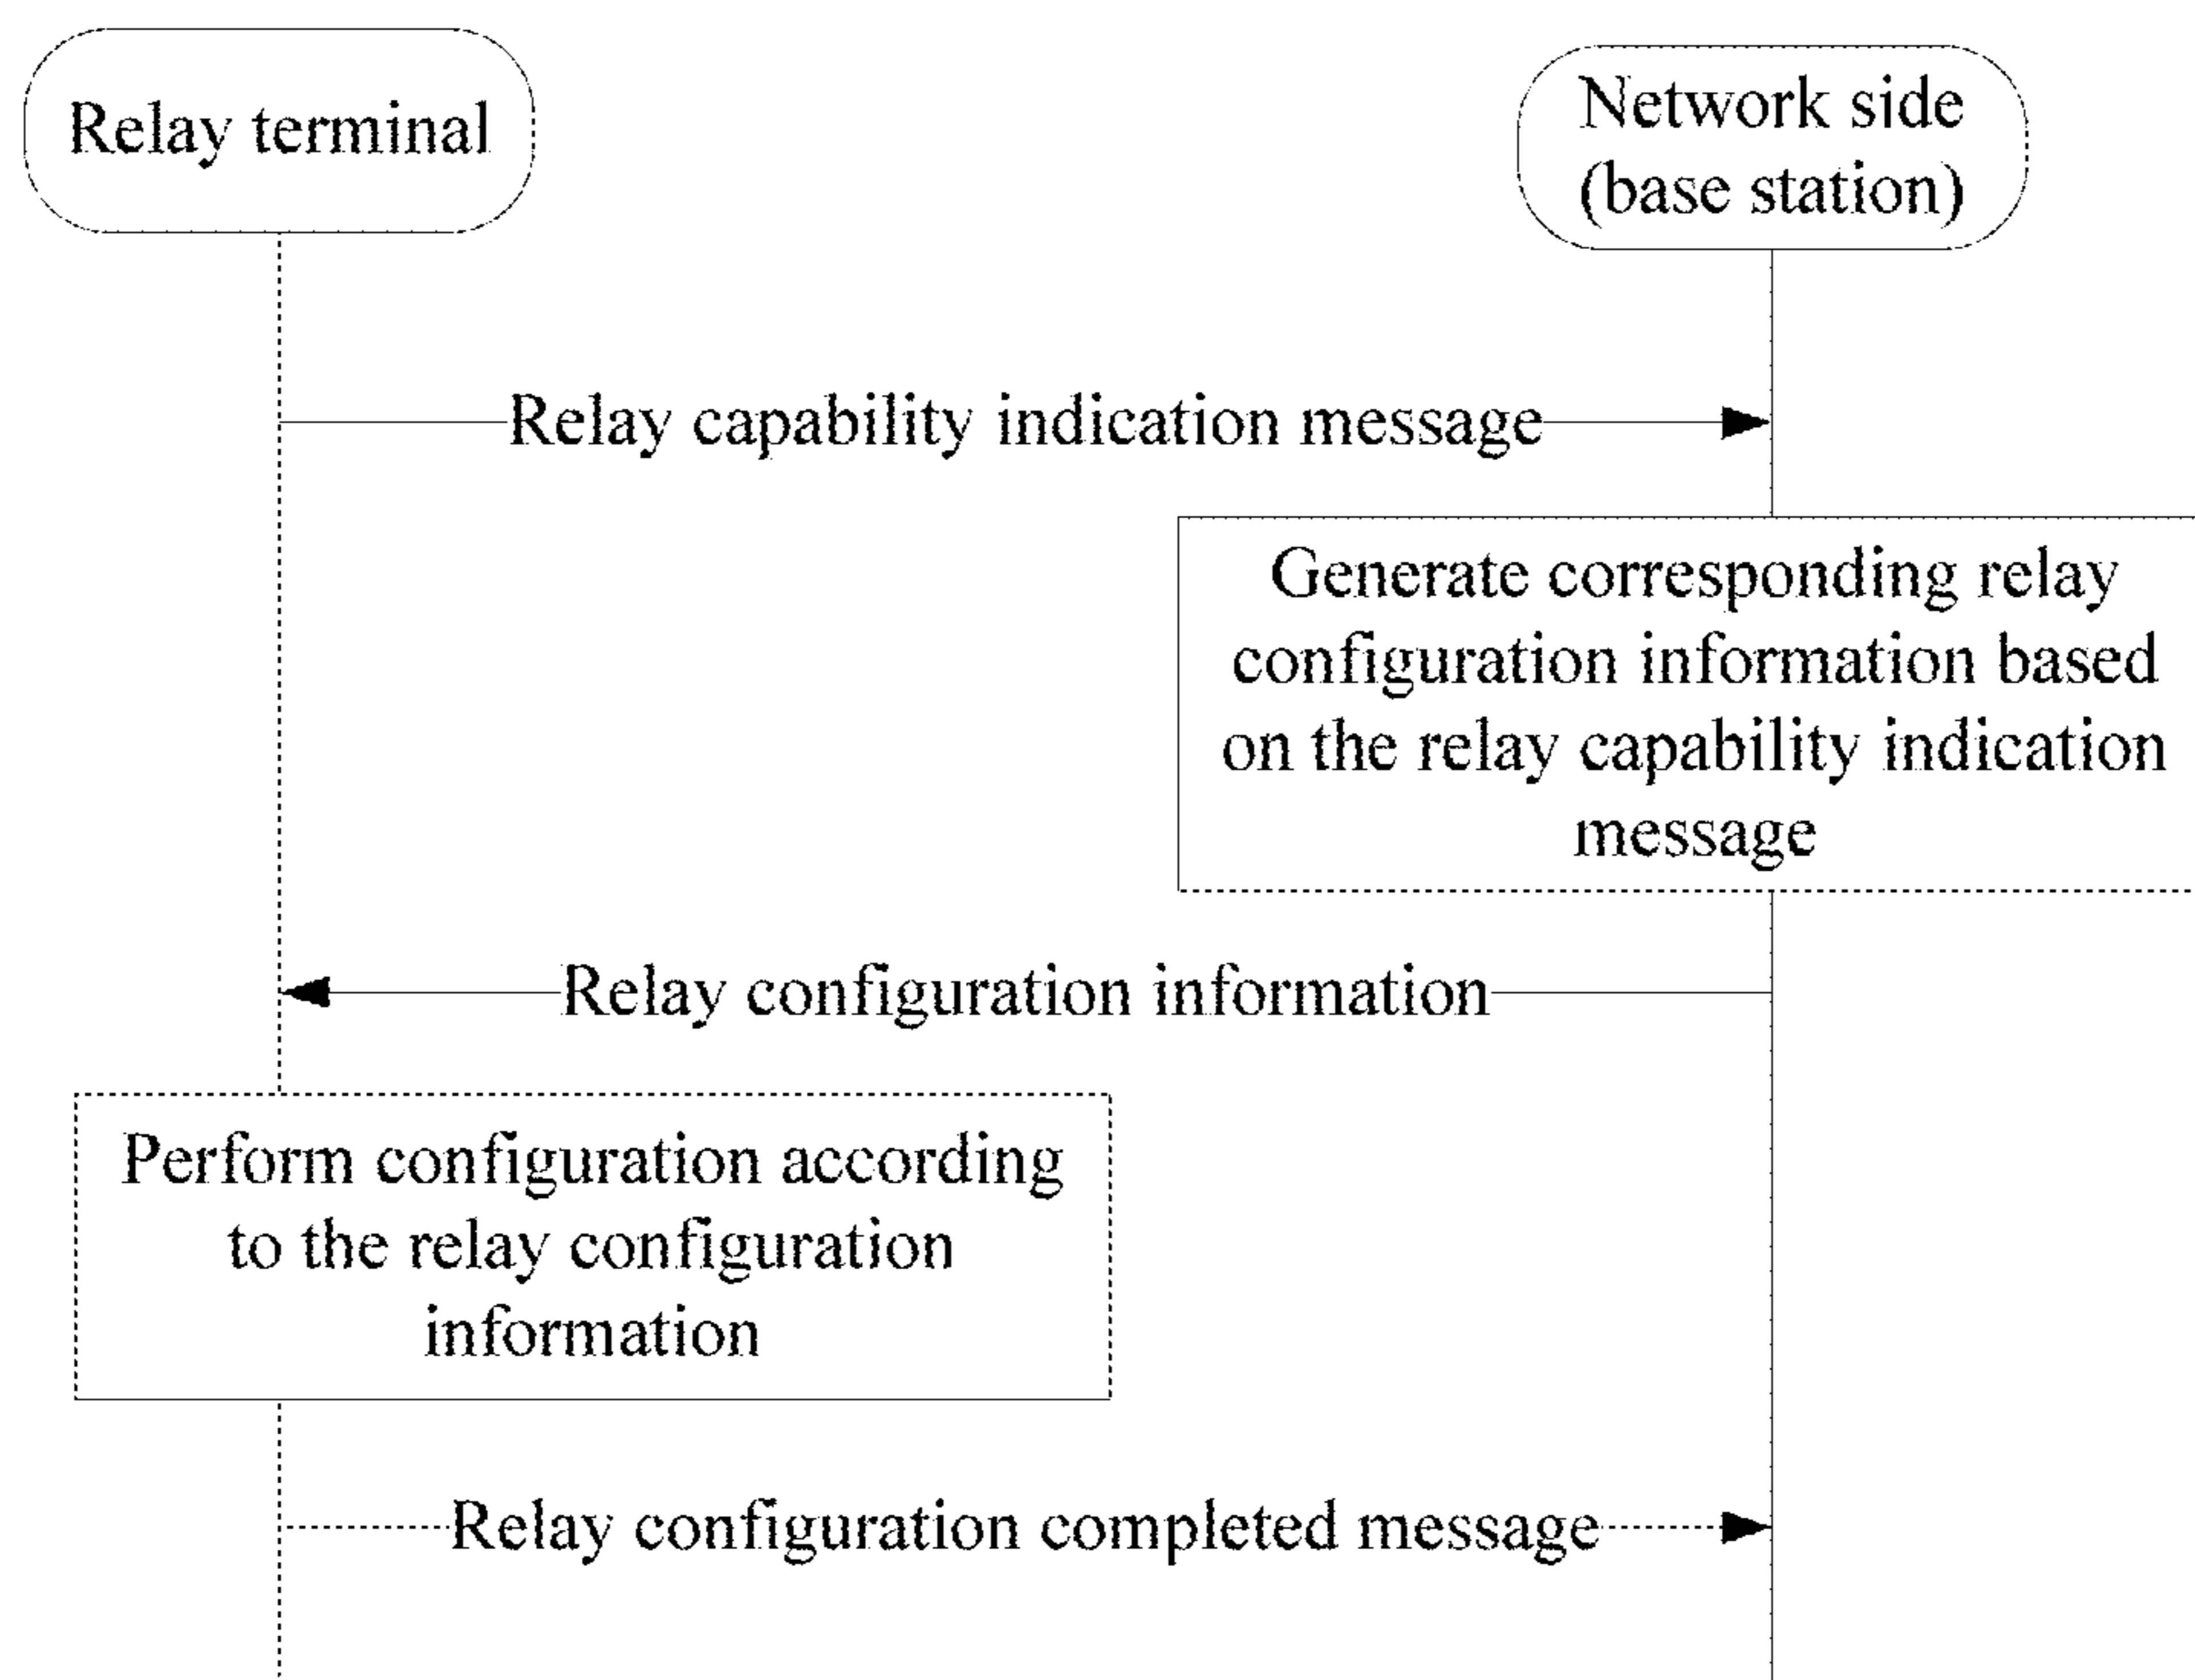 Relay terminal
Network side
(base station)
Relay capability indication message
Generate corresponding relay
configuration information based
on the relay capability indication
message
Relay configuration information
Perform configuration according
to the relay configuration
information
Relay configuration completed message